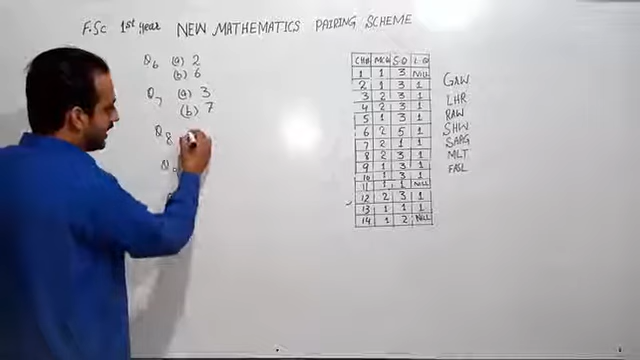 F.Sc 1st year NEW MATHEMATICS PAIRING SCHEME
Q6 (a) 2
(b) 6
Q7 (a) 3
(b) 7
Q8
Q
CH# MCQ S.Q L.Q
1 1 3 NILL
2 1 3 1
3 2 3 1
4 2 3 1
5 1 3 1
6 2 5 1
7 2 1 1
8 2 3 1
9 1 3 1
10 1 3 1
11 1 1 NILL
12 2 3 1
13 1 1 1
14 1 2 NILL
GAW
LHR
RAW
SHW
SARG
MLT
FASL